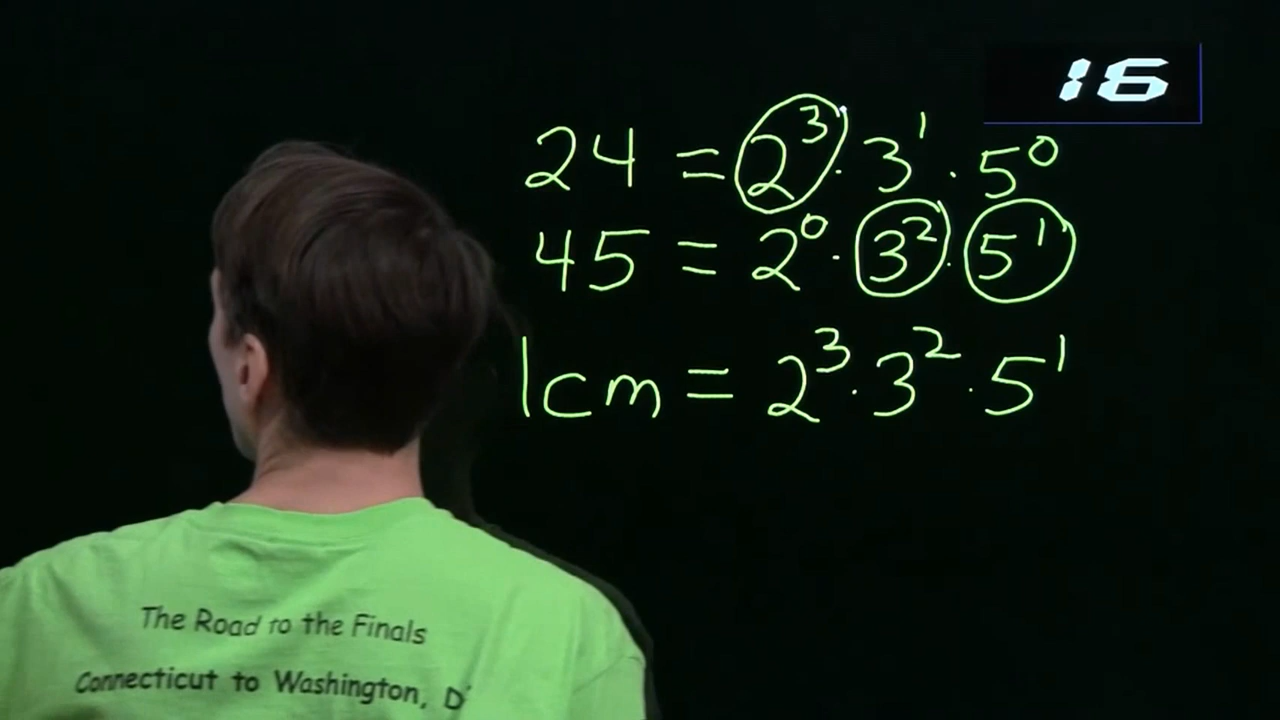 16
24 = 2³ · 3¹ · 5⁰
45 = 2⁰ · 3² · 5¹
lcm = 2³ · 3² · 5¹
The Road to the Finals
Connecticut to Washington, D